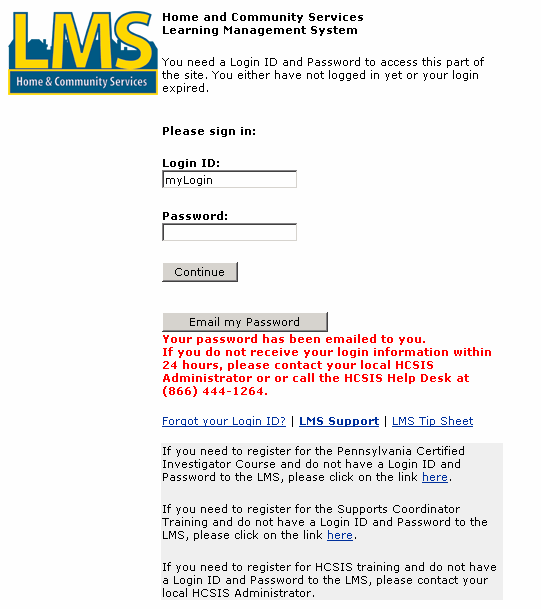 LMS
Home & Community Services
Home and Community Services
Learning Management System
You need a Login ID and Password to access this part
of the site. You either have not logged in yet or your login
expired.
Please sign in:
Login ID:
myLogin
Password:
Continue
Email my Password
Your password has been emailed to you.
If you do not receive your login information within
24 hours, please contact your local HCSIS
Administrator or or call the HCSIS Help Desk at
(866) 444-1264.
Forgot your Login ID? | LMS Support | LMS Tip Sheet
If you need to register for the Pennsylvania Certified
Investigator Course and do not have a Login ID and
Password to the LMS, please click on the link here.
If you need to register for the Supports Coordinator
Training and do not have a Login ID and Password to the
LMS, please click on the link here.
If you need to register for HCSIS training and do not have
a Login ID and Password to the LMS, please contact your
local HCSIS Administrator.